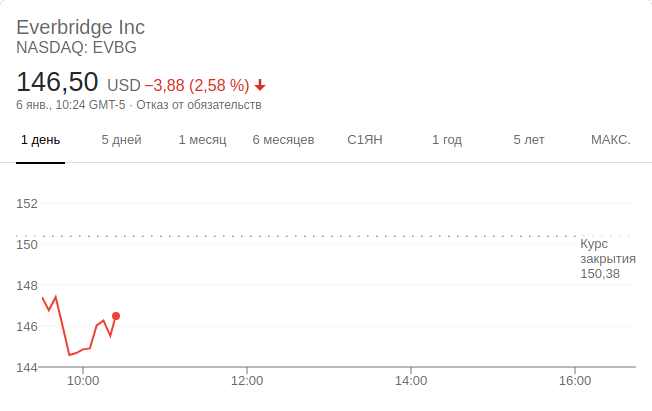 Everbridge Inc
NASDAQ: EVBG
146,50 USD −3,88 (2,58 %)
6 янв., 10:24 GMT-5 · Отказ от обязательств
1 день 5 дней 1 месяц 6 месяцев С1ЯН 1 год 5 лет МАКС.
152
150
Курс
закрытия
150,38
148
146
144
10:00 12:00 14:00 16:00